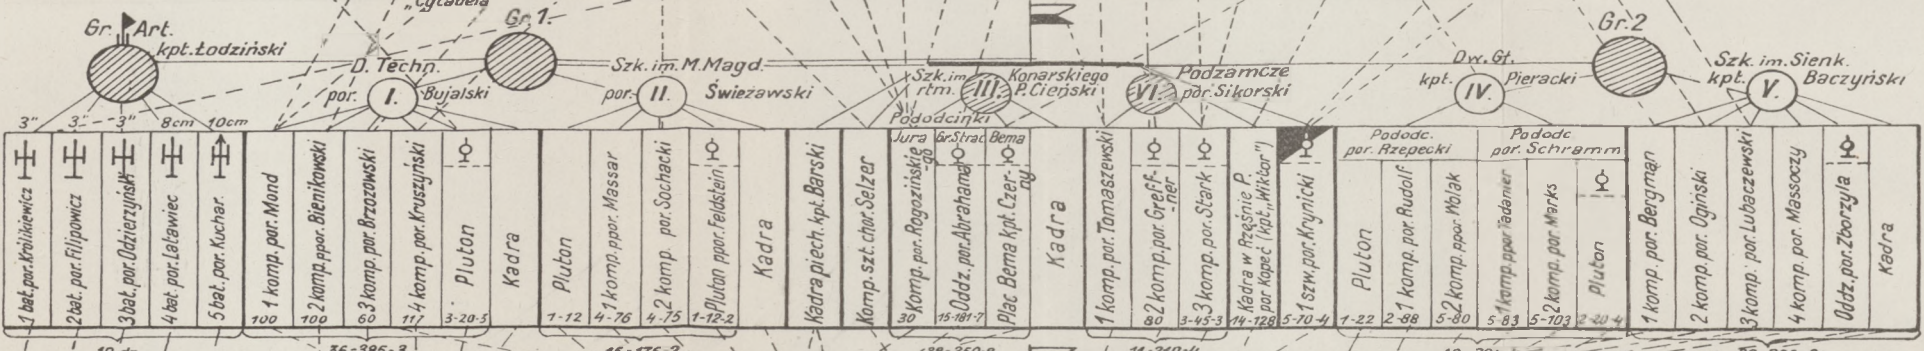 "Cytadela
Gr. Art.
kpt. Łodziński
Gr. 1.
Gr. 2
D. Techn.
por. I. Bujalski
Szk. im. M. Magd.
por. II. Świeżawski
Szk. im. Konarskiego
rtm. III. P. Cieński
Podzamcze
VI. por. Sikorski
Dw. Gł.
kpt. IV. Pieracki
Szk. im. Sienk.
kpt. V. Baczyński
3" 3" 3" 8cm 10cm
1 bat. por. Królikiewicz
2 bat. por. Filipowicz
3 bat. por. Odzierzyński
4 bat. por. Latawiec
5 bat. por. Kuchar.
1 komp. por. Mond
100
2 komp. ppor. Bienikowski
100
3 komp. por. Brzozowski
60
4 komp. por. Kruszyński
117
Pluton
3-20-5
Kadra
Pluton
1-12
1 komp. ppor. Massar
4-76
2 komp. por. Sochacki
4-75
Pluton ppor. Feldstein
1-12-2
Kadra
Kadra piech. kpt. Barski
Komp. szt. chor. Selzer
Pododcinki
Jura
Komp. por. Rogozińskie-
go
30
Gr. Strac
Oddz. por. Abrahama
15-181-7
Bema
Plac Bema kpt. Czer-
ny
Kadra
1 komp. por. Tomaszewski
2 komp. por. Greff-
-ner
80
3 komp. por. Stark
3-45-3
Kadra w Rzęśnie P.
por Kopeć (kpt. „Wiktor")
14-128
1 szw. por. Krynicki
5-70-4
Pododc.
por. Rzepecki
Pluton
1-22
1 komp. por. Rudolf
2-88
2 komp. ppor. Wolak
5-80
Pododc
por. Schramm
1 komp. ppor Tadanier
5-83
2 komp. por Marks
5-103
Pluton
2-20-4
1 komp. por. Bergman
2 komp. por. Ogiński
3 komp. por. Lubaczewski
4 komp. por. Massoczy
Oddz. por. Zborzyla
Kadra